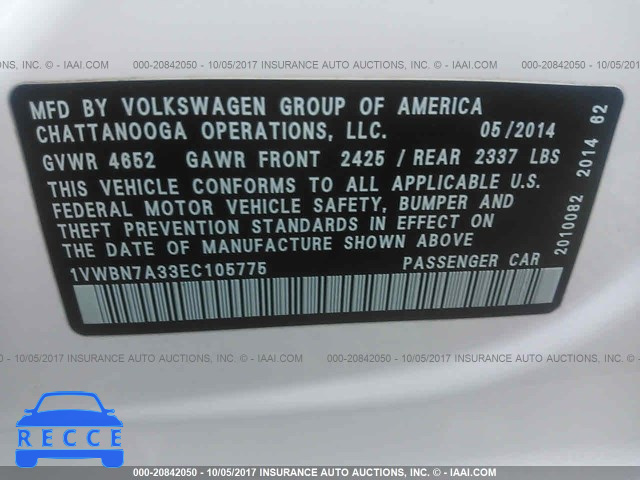 000-20842050 - 10/05/2017 INSURANCE AUTO AUCTIONS, INC. - © IAAI.COM
MFD BY VOLKSWAGEN GROUP OF AMERICA
CHATTANOOGA OPERATIONS, LLC. 05/2014
GVWR 4652 GAWR FRONT 2425 / REAR 2337 LBS
THIS VEHICLE CONFORMS TO ALL APPLICABLE U.S.
FEDERAL MOTOR VEHICLE SAFETY, BUMPER AND
THEFT PREVENTION STANDARDS IN EFFECT ON
THE DATE OF MANUFACTURE SHOWN ABOVE
1VWBN7A33EC105775 PASSENGER CAR
2010082 2014 62
000-20842050 - 10/05/2017 INSURANCE AUTO AUCTIONS, INC. - © IAAI.COM
RECCE
000-20842050 - 10/05/2017 INSURANCE AUTO AUCTIONS, INC. - © IAAI.COM